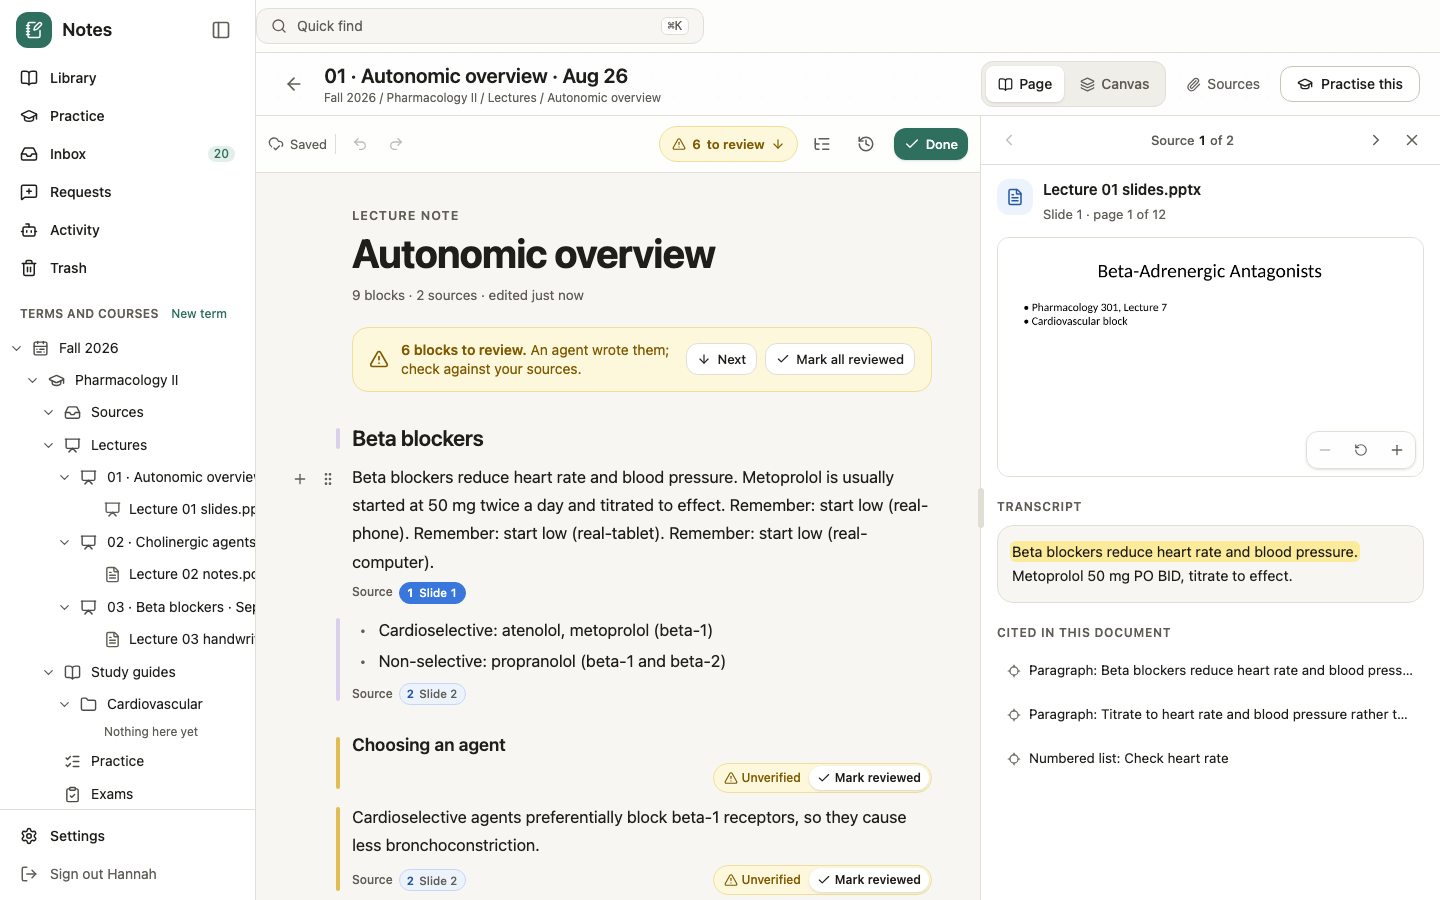 Notes
Library
Practice
Inbox 20
Requests
Activity
Trash
TERMS AND COURSES New term
Fall 2026
Pharmacology II
Sources
Lectures
01 · Autonomic overview
Lecture 01 slides.pp
02 · Cholinergic agents
Lecture 02 notes.pd
03 · Beta blockers · Sep
Lecture 03 handwri
Study guides
Cardiovascular
Nothing here yet
Practice
Exams
Settings
Sign out Hannah
Quick find ⌘K
01 · Autonomic overview · Aug 26
Fall 2026 / Pharmacology II / Lectures / Autonomic overview
Page Canvas Sources Practise this
Saved 6 to review Done
LECTURE NOTE
Autonomic overview
9 blocks · 2 sources · edited just now
6 blocks to review. An agent wrote them;
check against your sources.
Next Mark all reviewed
Beta blockers
Beta blockers reduce heart rate and blood pressure. Metoprolol is usually
started at 50 mg twice a day and titrated to effect. Remember: start low (real-
phone). Remember: start low (real-tablet). Remember: start low (real-
computer).
Source 1 Slide 1
• Cardioselective: atenolol, metoprolol (beta-1)
• Non-selective: propranolol (beta-1 and beta-2)
Source 2 Slide 2
Choosing an agent
Unverified Mark reviewed
Cardioselective agents preferentially block beta-1 receptors, so they cause
less bronchoconstriction.
Source 2 Slide 2 Unverified Mark reviewed
Source 1 of 2
Lecture 01 slides.pptx
Slide 1 · page 1 of 12
Beta-Adrenergic Antagonists
• Pharmacology 301, Lecture 7
• Cardiovascular block
TRANSCRIPT
Beta blockers reduce heart rate and blood pressure.
Metoprolol 50 mg PO BID, titrate to effect.
CITED IN THIS DOCUMENT
Paragraph: Beta blockers reduce heart rate and blood press...
Paragraph: Titrate to heart rate and blood pressure rather t...
Numbered list: Check heart rate